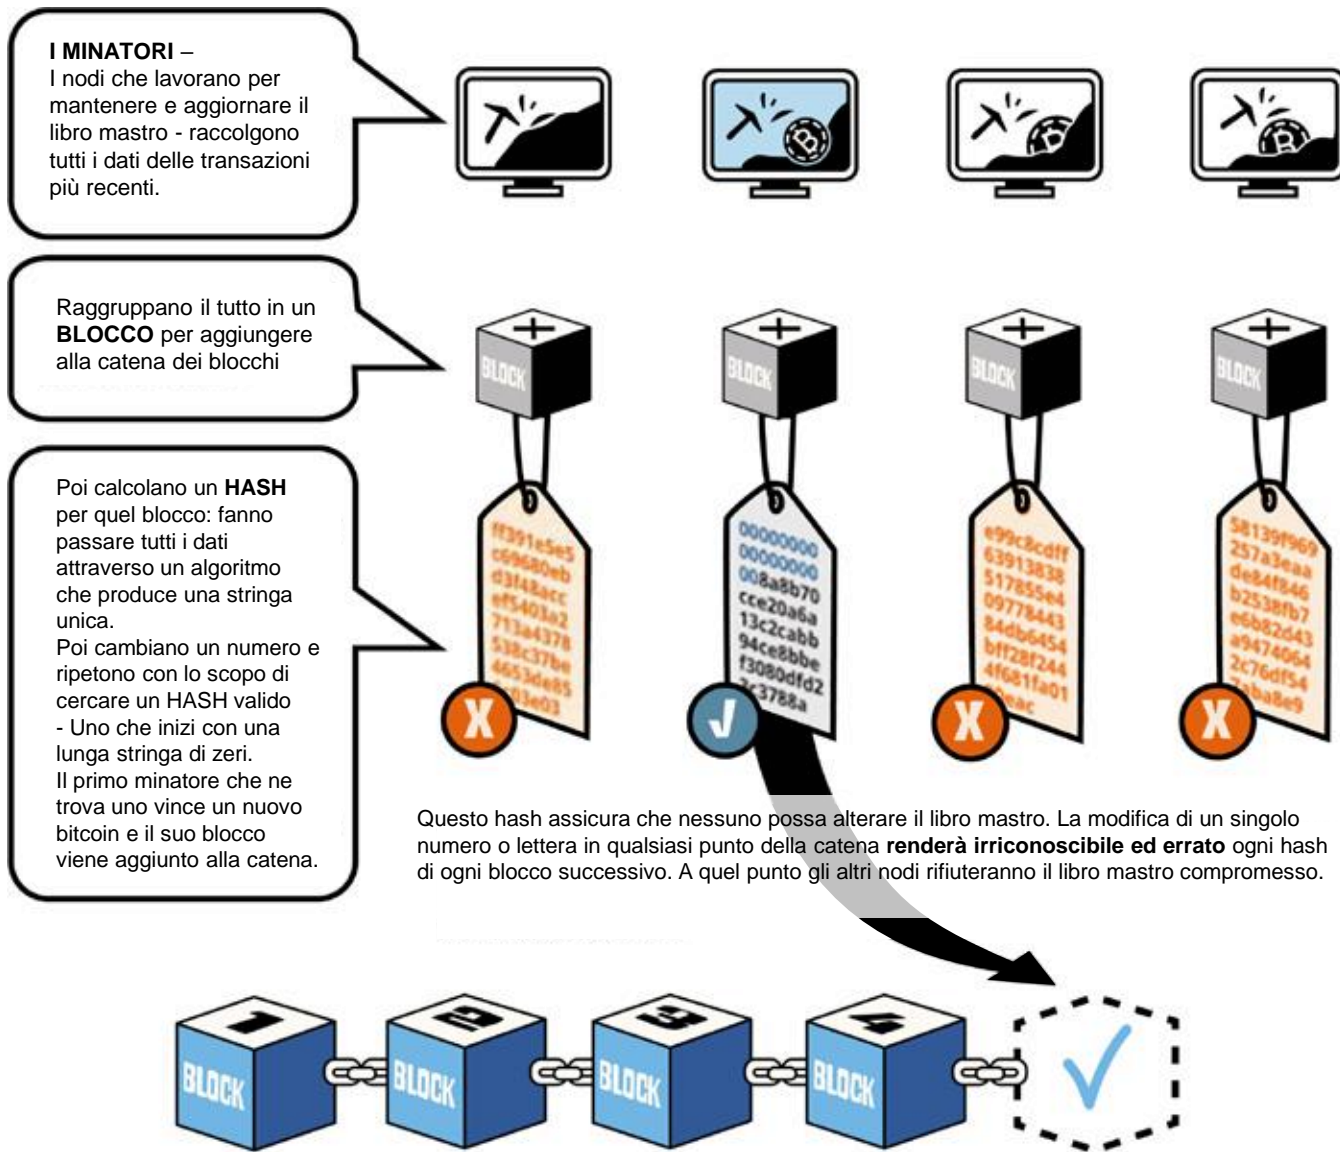 I MINATORI –
I nodi che lavorano per
mantenere e aggiornare il
libro mastro - raccolgono
tutti i dati delle transazioni
più recenti.
Raggruppano il tutto in un
BLOCCO per aggiungere
alla catena dei blocchi
BLOCK
BLOCK
BLOCK
BLOCK
Poi calcolano un HASH
per quel blocco: fanno
passare tutti i dati
attraverso un algoritmo
che produce una stringa
unica.
Poi cambiano un numero e
ripetono con lo scopo di
cercare un HASH valido
- Uno che inizi con una
lunga stringa di zeri.
Il primo minatore che ne
trova uno vince un nuovo
bitcoin e il suo blocco
viene aggiunto alla catena.
ff391e5e5
c69680eb
d3f48acc
ef5403a2
713a4378
538c37be
4653de85
X
00000000
00000000
008a8b70
cce20a6a
13c2cabb
94ce8bbe
f3080dfd2
c3788a
e99c8cdff
63913838
517855e4
09778443
84db6454
bff28f244
4f681fa01
0eac
X
58139f969
257a3eaa
de84f846
b2538fb7
e6b82d43
a9474064
2c76df54
7aba8e9
X
Questo hash assicura che nessuno possa alterare il libro mastro. La modifica di un singolo
numero o lettera in qualsiasi punto della catena renderà irriconoscibile ed errato ogni hash
di ogni blocco successivo. A quel punto gli altri nodi rifiuteranno il libro mastro compromesso.
1
BLOCK
2
BLOCK
3
BLOCK
4
BLOCK